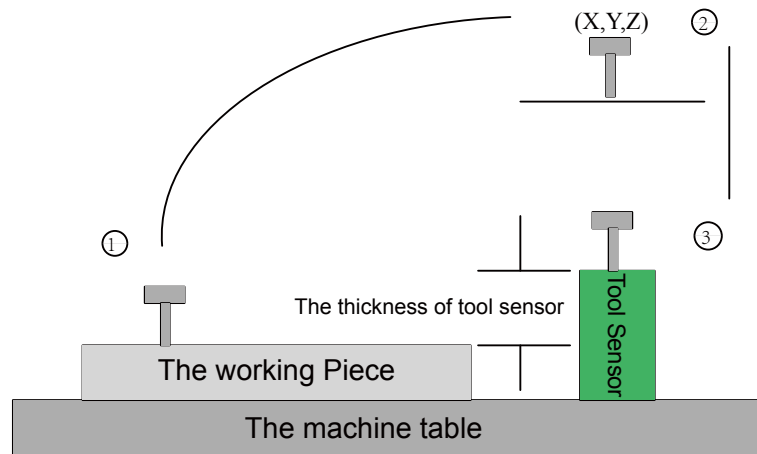 (X,Y,Z) ②
① ③
The thickness of tool sensor
Tool Sensor
The working Piece
The machine table